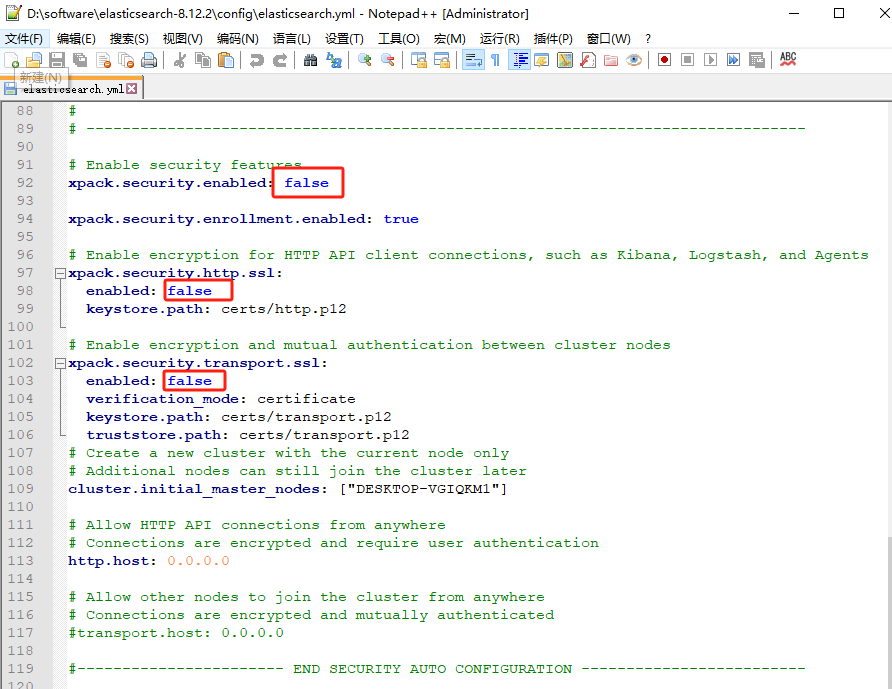 D:\software\elasticsearch-8.12.2\config\elasticsearch.yml - Notepad++ [Administrator]
文件(F) 编辑(E) 搜索(S) 视图(V) 编码(N) 语言(L) 设置(T) 工具(O) 宏(M) 运行(R) 插件(P) 窗口(W) ?
ABC
新建(N)
elasticsearch.yml
88 #
89 # --------------------------------------------------------------------------------
90
91 # Enable security features
92 xpack.security.enabled: false
93
94 xpack.security.enrollment.enabled: true
95
96 # Enable encryption for HTTP API client connections, such as Kibana, Logstash, and Agents
97 xpack.security.http.ssl:
98   enabled: false
99   keystore.path: certs/http.p12
100
101 # Enable encryption and mutual authentication between cluster nodes
102 xpack.security.transport.ssl:
103   enabled: false
104   verification_mode: certificate
105   keystore.path: certs/transport.p12
106   truststore.path: certs/transport.p12
107 # Create a new cluster with the current node only
108 # Additional nodes can still join the cluster later
109 cluster.initial_master_nodes: ["DESKTOP-VGIQKM1"]
110
111 # Allow HTTP API connections from anywhere
112 # Connections are encrypted and require user authentication
113 http.host: 0.0.0.0
114
115 # Allow other nodes to join the cluster from anywhere
116 # Connections are encrypted and mutually authenticated
117 #transport.host: 0.0.0.0
118
119 #----------------------- END SECURITY AUTO CONFIGURATION -------------------------
120